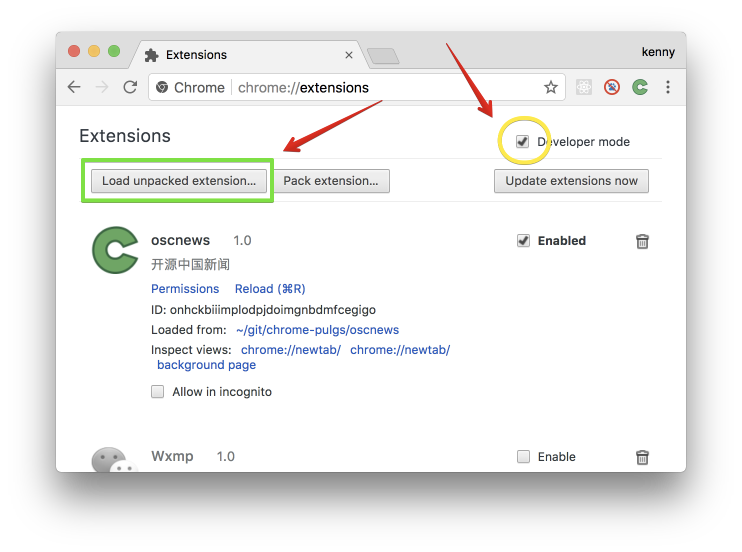 Extensions
kenny
Chrome chrome://extensions
Extensions
Developer mode
Load unpacked extension...
Pack extension...
Update extensions now
oscnews 1.0
Enabled
开源中国新闻
Permissions Reload (⌘R)
ID: onhckbiiimplodpjdoimgnbdmfcegigo
Loaded from: ~/git/chrome-pulgs/oscnews
Inspect views: chrome://newtab/ chrome://newtab/
background page
Allow in incognito
Wxmp 1.0
Enable